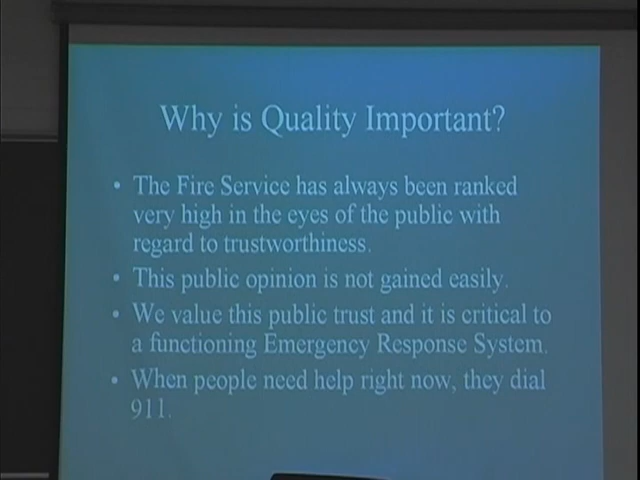 Why is Quality Important?
• The Fire Service has always been ranked
very high in the eyes of the public with
regard to trustworthiness.
• This public opinion is not gained easily.
• We value this public trust and it is critical to
a functioning Emergency Response System.
• When people need help right now, they dial
911.